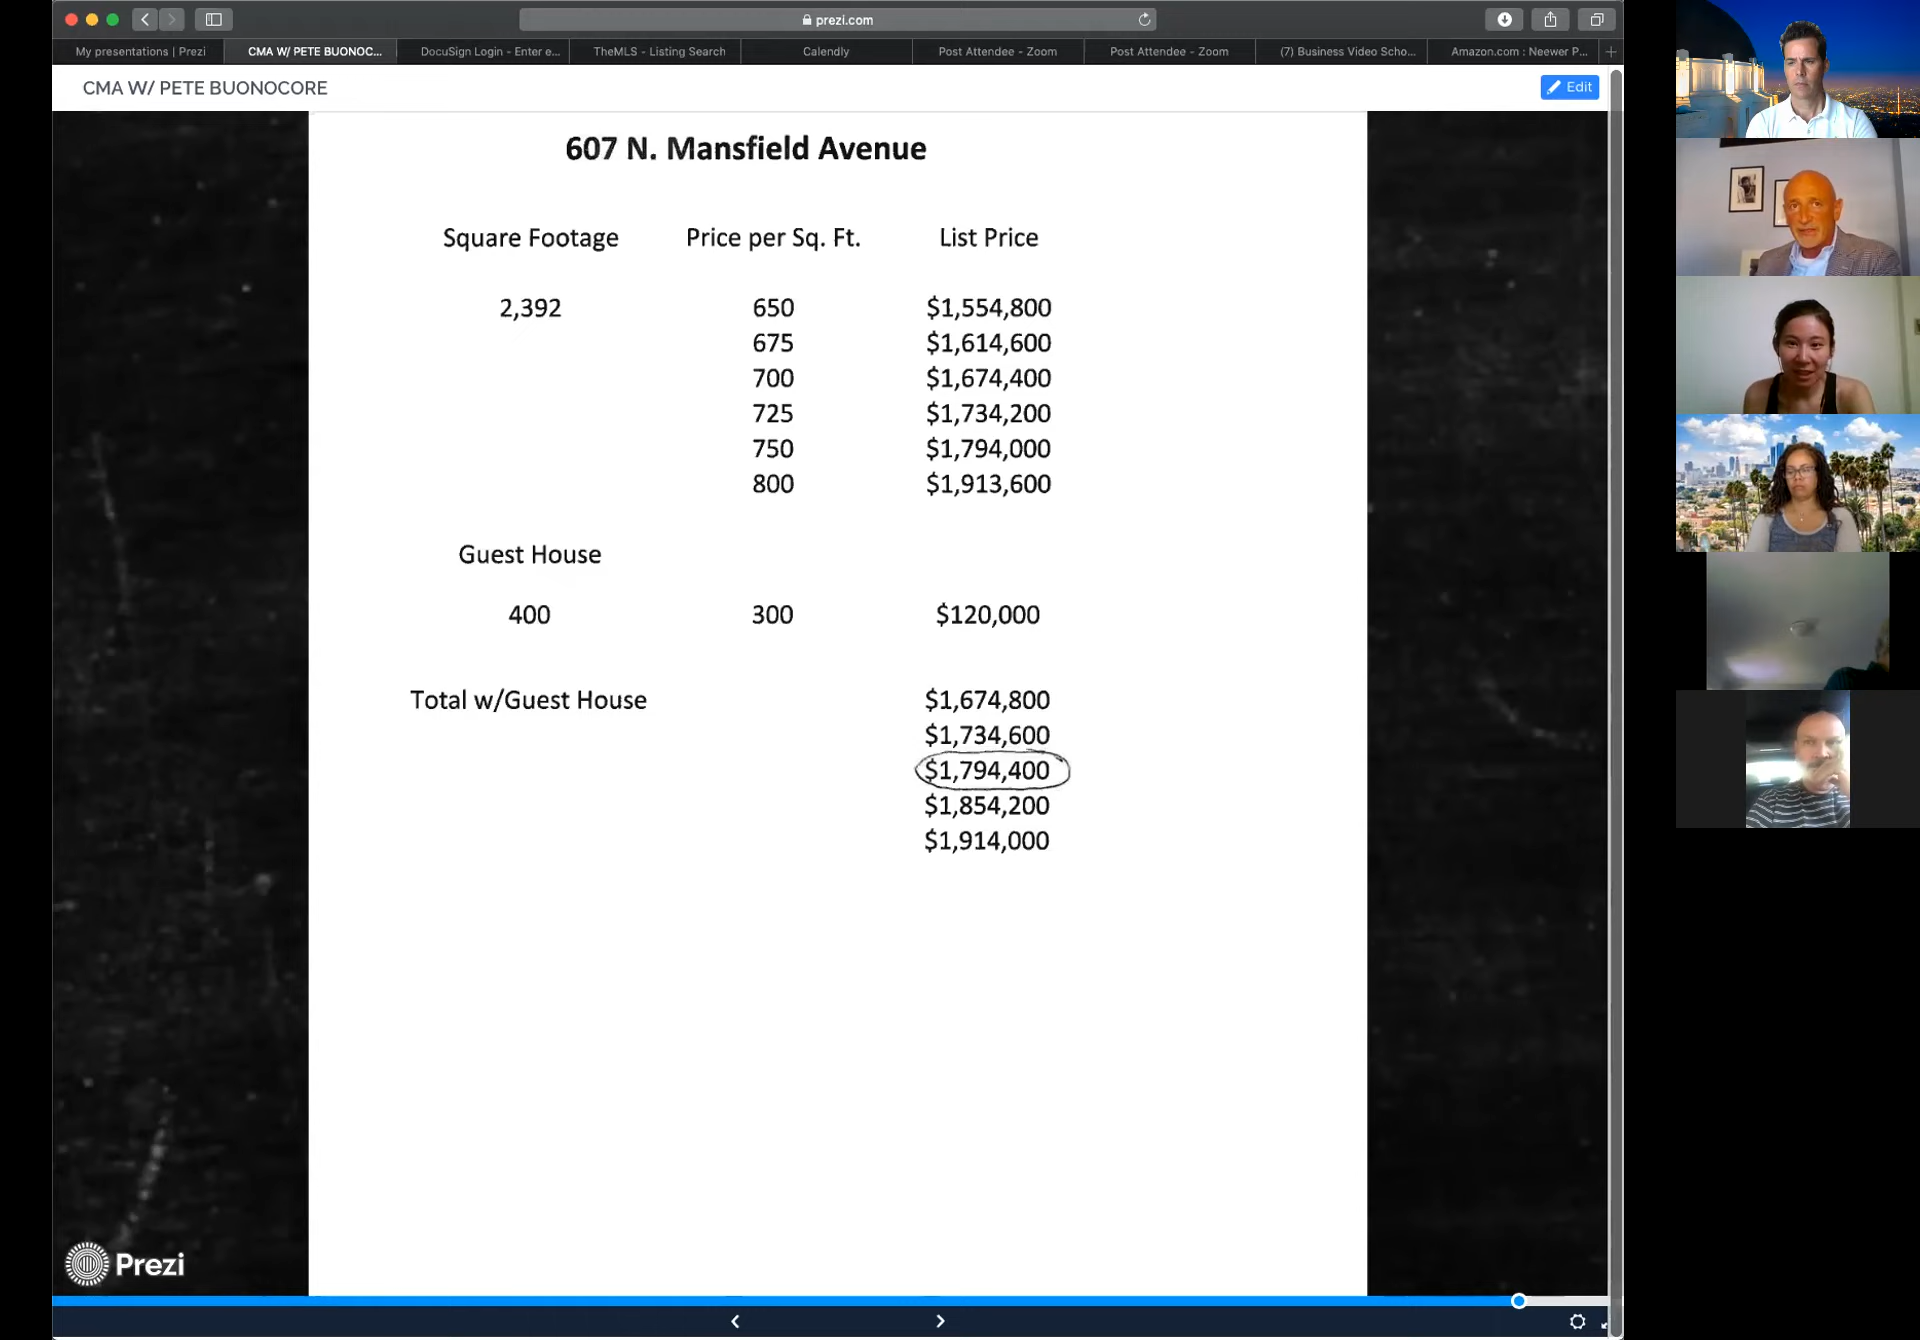 prezi.com
My presentations | Prezi
CMA W/ PETE BUONOC...
DocuSign Login - Enter e...
TheMLS - Listing Search
Calendly
Post Attendee - Zoom
Post Attendee - Zoom
(7) Business Video Scho...
Amazon.com : Neewer P...
CMA W/ PETE BUONOCORE
Edit
607 N. Mansfield Avenue
Square Footage Price per Sq. Ft. List Price
2,392 650 $1,554,800
675 $1,614,600
700 $1,674,400
725 $1,734,200
750 $1,794,000
800 $1,913,600
Guest House
400 300 $120,000
Total w/Guest House $1,674,800
$1,734,600
$1,794,400
$1,854,200
$1,914,000
Prezi